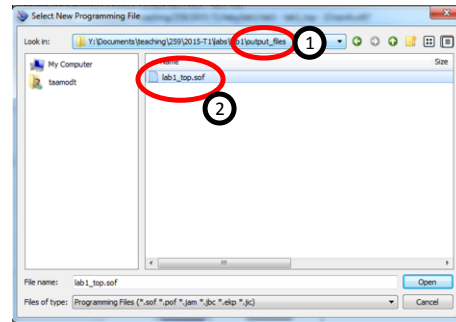 Select New Programming File
Look in:
Y:\Documents\teaching\259\2015-T1\labs\lab1\output_files
1
My Computer
taamodt
Name
Size
lab1_top.sof
2
File name:
lab1_top.sof
Open
Files of type:
Programming Files (*.sof *.pof *.jam *.jbc *.ekp *.jic)
Cancel